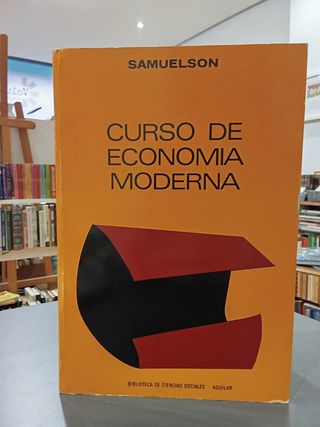 SAMUELSON
CURSO DE
ECONOMIA
MODERNA
BIBLIOTECA DE CIENCIAS SOCIALES AGUILAR